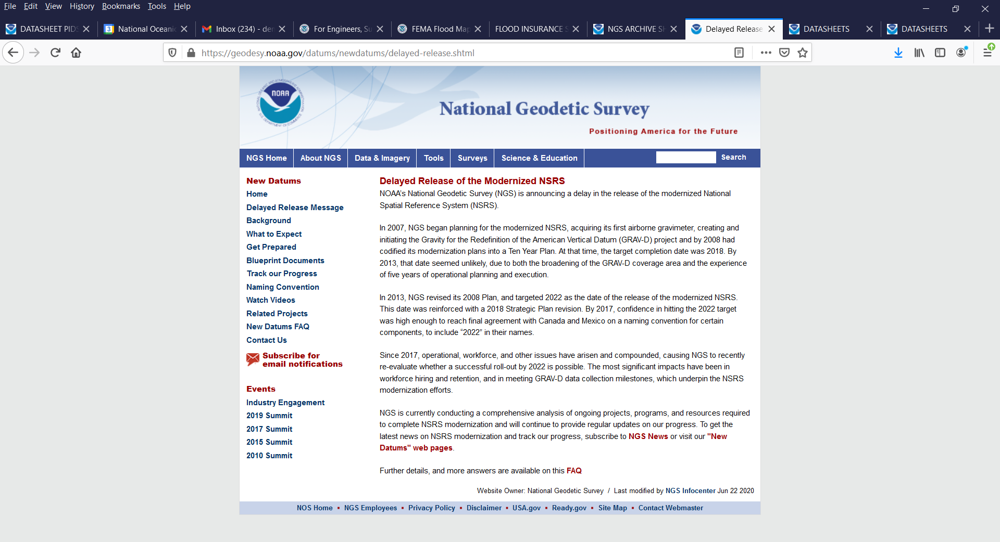 File Edit View History Bookmarks Tools Help
DATASHEET PIDS National Oceanic Inbox (234) - den For Engineers, Su FEMA Flood Map FLOOD INSURANCE S NGS ARCHIVE SH Delayed Release DATASHEETS DATASHEETS
https://geodesy.noaa.gov/datums/newdatums/delayed-release.shtml
NATIONAL OCEANIC AND ATMOSPHERIC ADMINISTRATION
NOAA
U.S. DEPARTMENT OF COMMERCE
National Geodetic Survey
Positioning America for the Future
NGS Home About NGS Data & Imagery Tools Surveys Science & Education Search
New Datums
Home
Delayed Release Message
Background
What to Expect
Get Prepared
Blueprint Documents
Track our Progress
Naming Convention
Watch Videos
Related Projects
New Datums FAQ
Contact Us
Subscribe for
email notifications
Events
Industry Engagement
2019 Summit
2017 Summit
2015 Summit
2010 Summit
Delayed Release of the Modernized NSRS
NOAA's National Geodetic Survey (NGS) is announcing a delay in the release of the modernized National
Spatial Reference System (NSRS).
In 2007, NGS began planning for the modernized NSRS, acquiring its first airborne gravimeter, creating and
initiating the Gravity for the Redefinition of the American Vertical Datum (GRAV-D) project and by 2008 had
codified its modernization plans into a Ten Year Plan. At that time, the target completion date was 2018. By
2013, that date seemed unlikely, due to both the broadening of the GRAV-D coverage area and the experience
of five years of operational planning and execution.
In 2013, NGS revised its 2008 Plan, and targeted 2022 as the date of the release of the modernized NSRS.
This date was reinforced with a 2018 Strategic Plan revision. By 2017, confidence in hitting the 2022 target
was high enough to reach final agreement with Canada and Mexico on a naming convention for certain
components, to include “2022” in their names.
Since 2017, operational, workforce, and other issues have arisen and compounded, causing NGS to recently
re-evaluate whether a successful roll-out by 2022 is possible. The most significant impacts have been in
workforce hiring and retention, and in meeting GRAV-D data collection milestones, which underpin the NSRS
modernization efforts.
NGS is currently conducting a comprehensive analysis of ongoing projects, programs, and resources required
to complete NSRS modernization and will continue to provide regular updates on our progress. To get the
latest news on NSRS modernization and track our progress, subscribe to NGS News or visit our "New
Datums" web pages.
Further details, and more answers are available on this FAQ
Website Owner: National Geodetic Survey / Last modified by NGS Infocenter Jun 22 2020
NOS Home ▪ NGS Employees ▪ Privacy Policy ▪ Disclaimer ▪ USA.gov ▪ Ready.gov ▪ Site Map ▪ Contact Webmaster